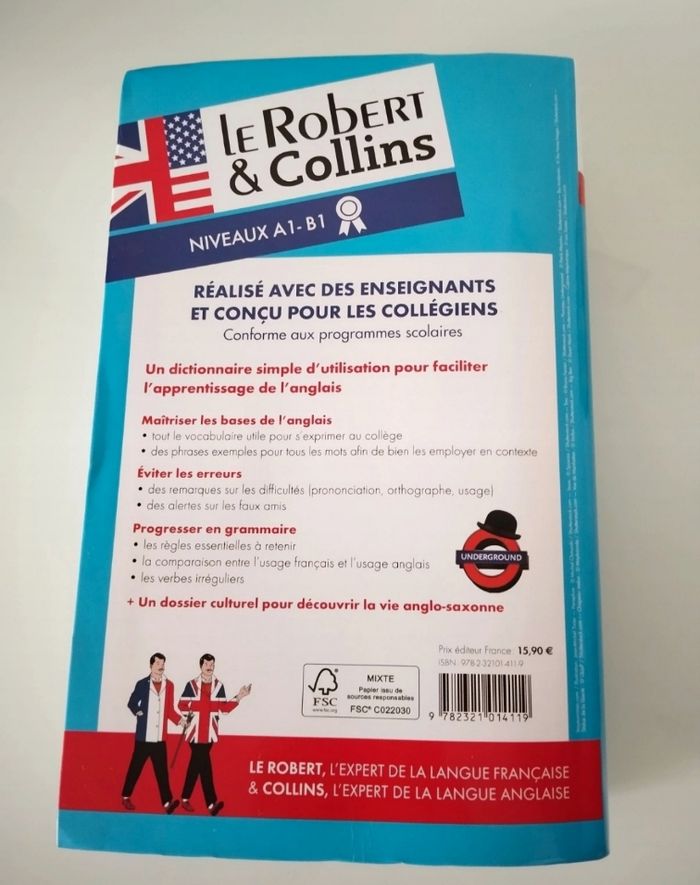 le Robert
& Collins
NIVEAUX A1-B1
RÉALISÉ AVEC DES ENSEIGNANTS
ET CONÇU POUR LES COLLÉGIENS
Conforme aux programmes scolaires
Un dictionnaire simple d'utilisation pour faciliter
l'apprentissage de l'anglais
Maîtriser les bases de l'anglais
• tout le vocabulaire utile pour s'exprimer au collège
• des phrases exemples pour tous les mots afin de bien les employer en contexte
Éviter les erreurs
• des remarques sur les difficultés (prononciation, orthographe, usage)
• des alertes sur les faux amis
Progresser en grammaire
• les règles essentielles à retenir
• la comparaison entre l'usage français et l'usage anglais
• les verbes irréguliers
UNDERGROUND
+ Un dossier culturel pour découvrir la vie anglo-saxonne
Prix éditeur France : 15,90 €
ISBN : 978-2-32101-411-9
9 782321 014119
FSC
www.fsc.org
MIXTE
Papier issu de
sources responsables
FSC® C022030
LE ROBERT, L'EXPERT DE LA LANGUE FRANÇAISE
& COLLINS, L'EXPERT DE LA LANGUE ANGLAISE